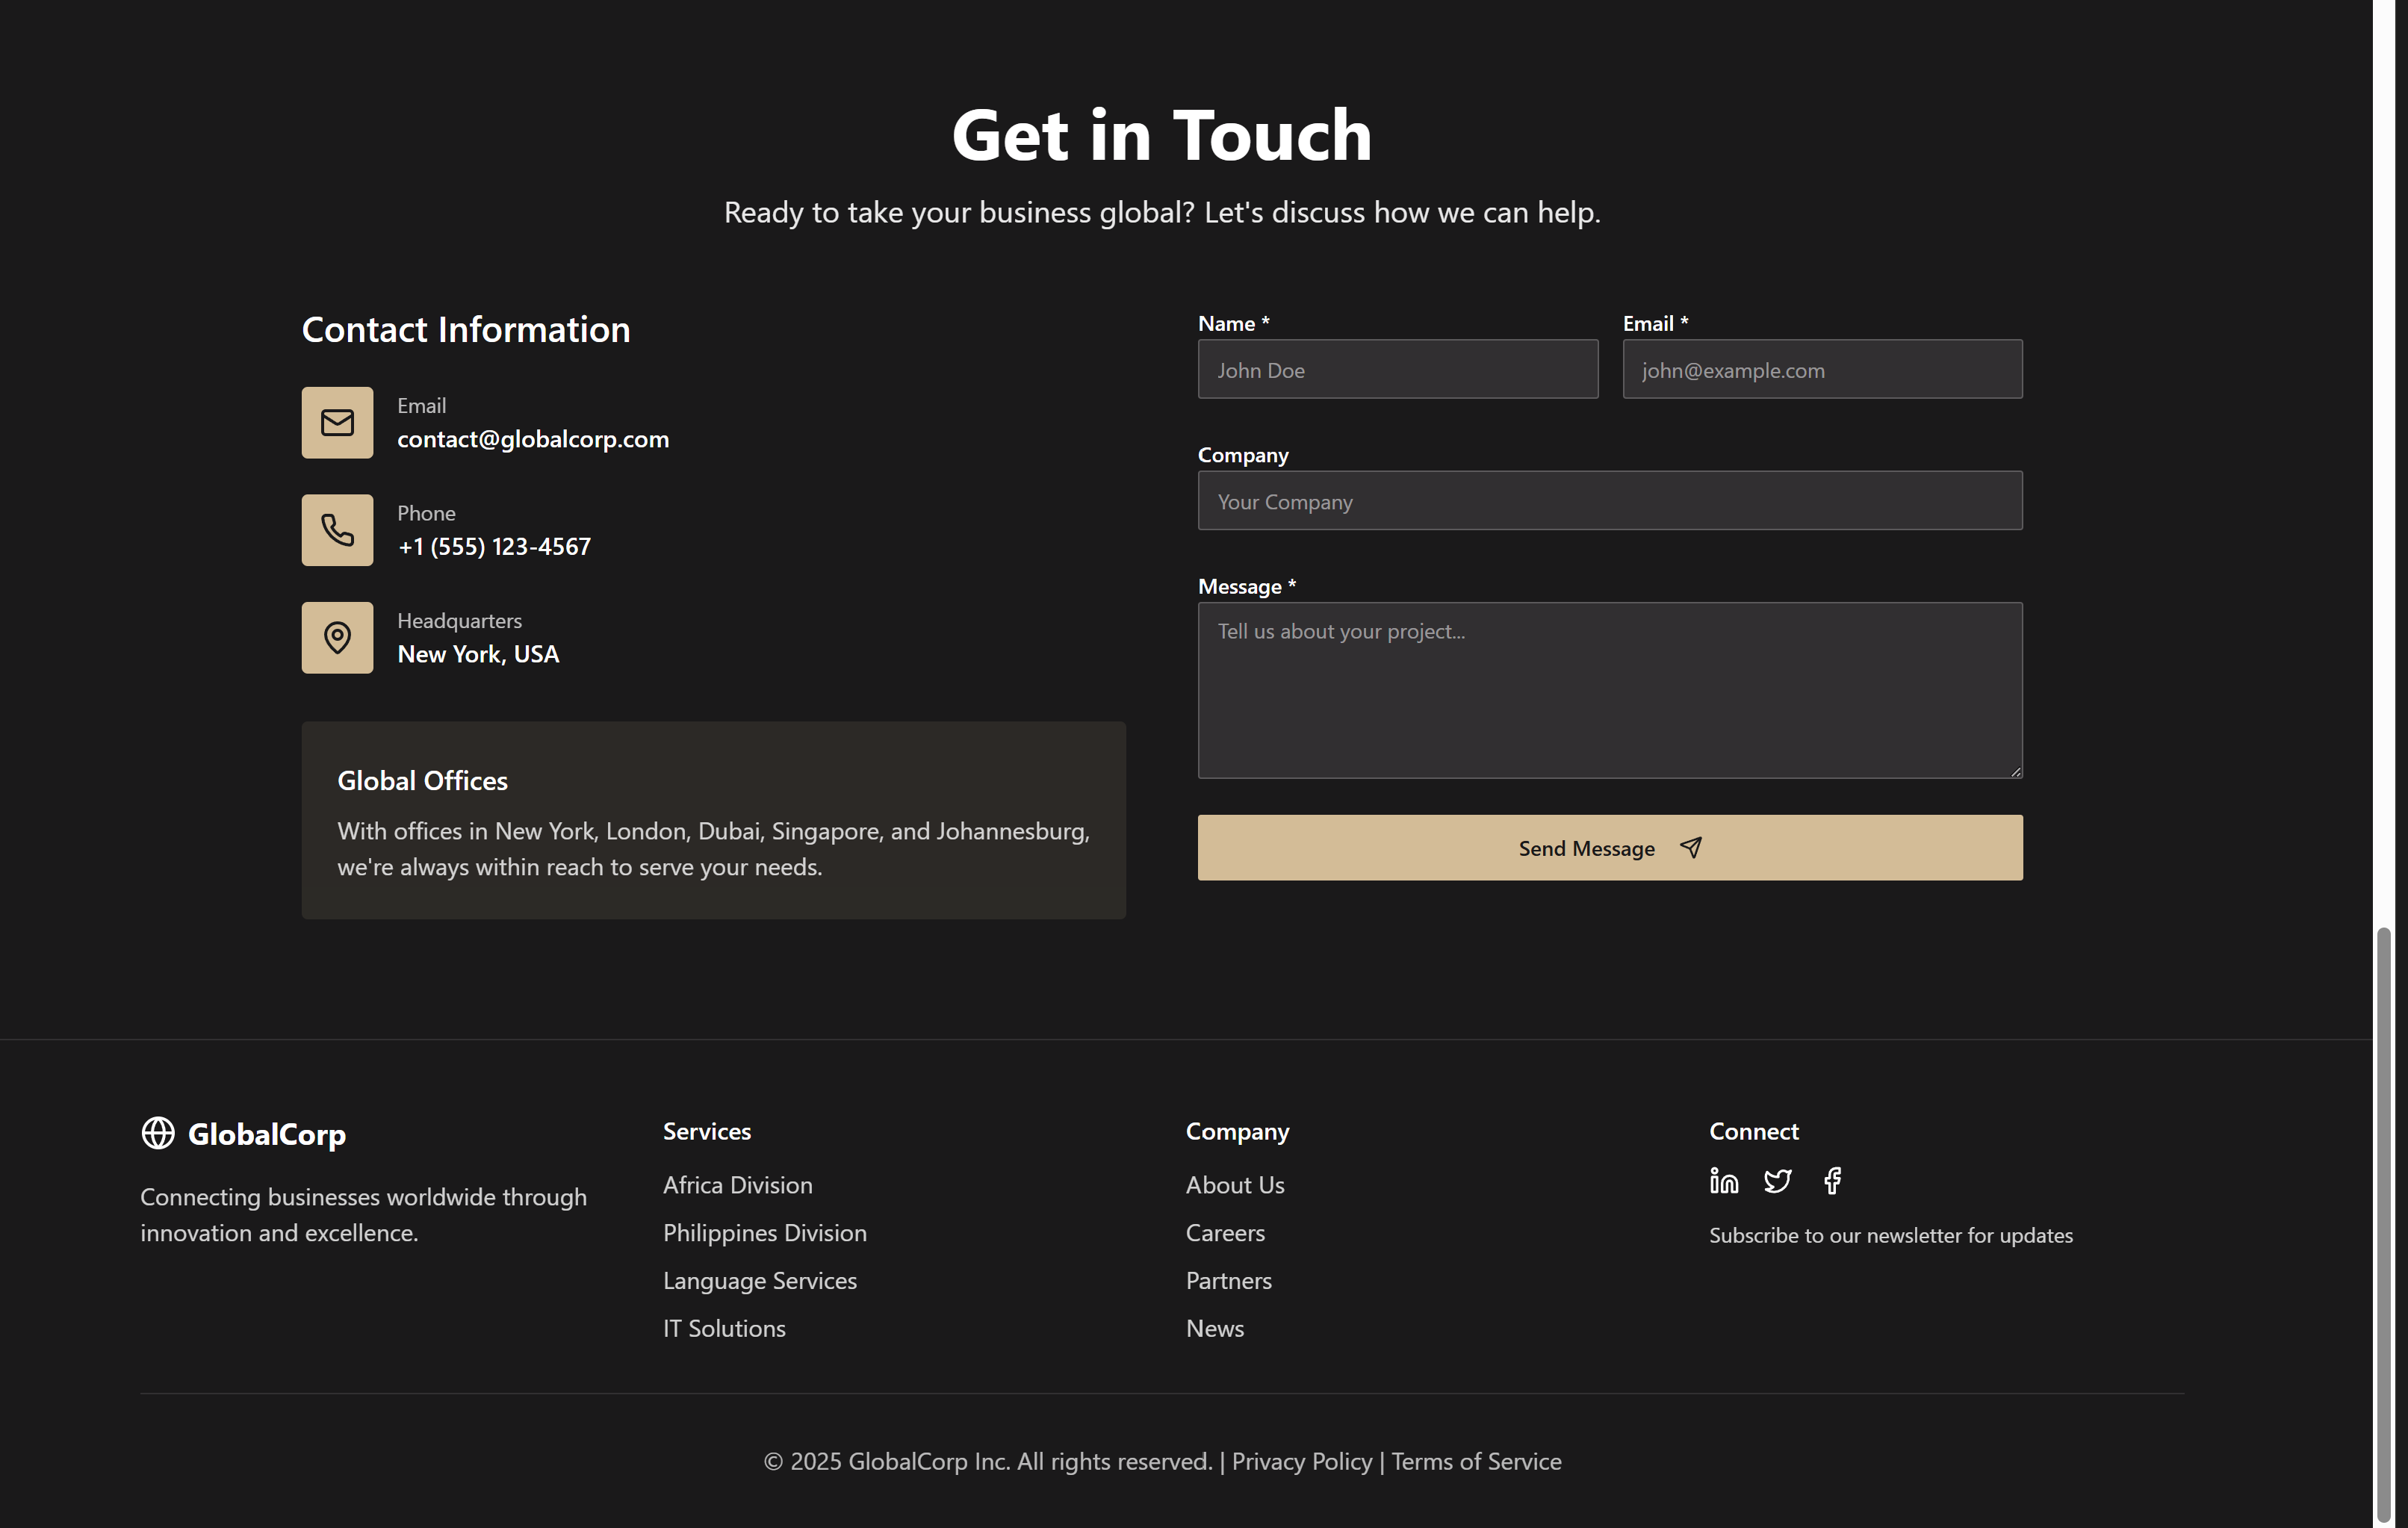 Get in Touch
Ready to take your business global? Let's discuss how we can help.
Contact Information
Email
contact@globalcorp.com
Phone
+1 (555) 123-4567
Headquarters
New York, USA
Global Offices
With offices in New York, London, Dubai, Singapore, and Johannesburg,
we're always within reach to serve your needs.
Name *
John Doe
Email *
john@example.com
Company
Your Company
Message *
Tell us about your project...
Send Message
GlobalCorp
Connecting businesses worldwide through
innovation and excellence.
Services
Africa Division
Philippines Division
Language Services
IT Solutions
Company
About Us
Careers
Partners
News
Connect
Subscribe to our newsletter for updates
© 2025 GlobalCorp Inc. All rights reserved. | Privacy Policy | Terms of Service